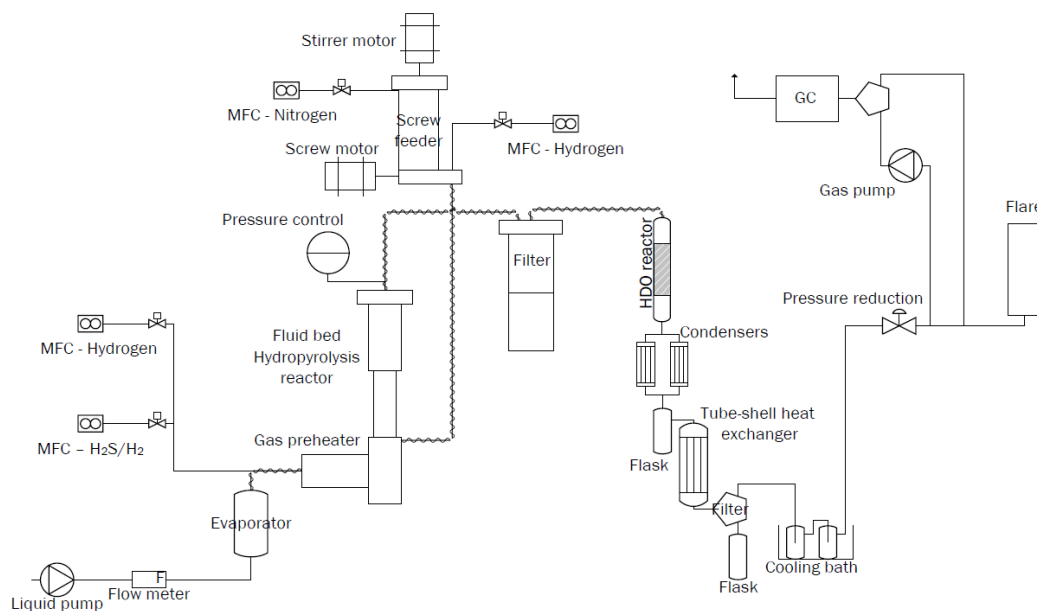 Stirrer motor
MFC - Nitrogen
Screw
feeder
MFC - Hydrogen
Screw motor
GC
Gas pump
Flare
Pressure control
Filter
HDO reactor
Pressure reduction
MFC - Hydrogen
Fluid bed
Hydropyrolysis
reactor
Condensers
MFC – H2S/H2
Gas preheater
Tube-shell heat
exchanger
Flask
Evaporator
Filter
Cooling bath
Flask
F
Liquid pump
Flow meter